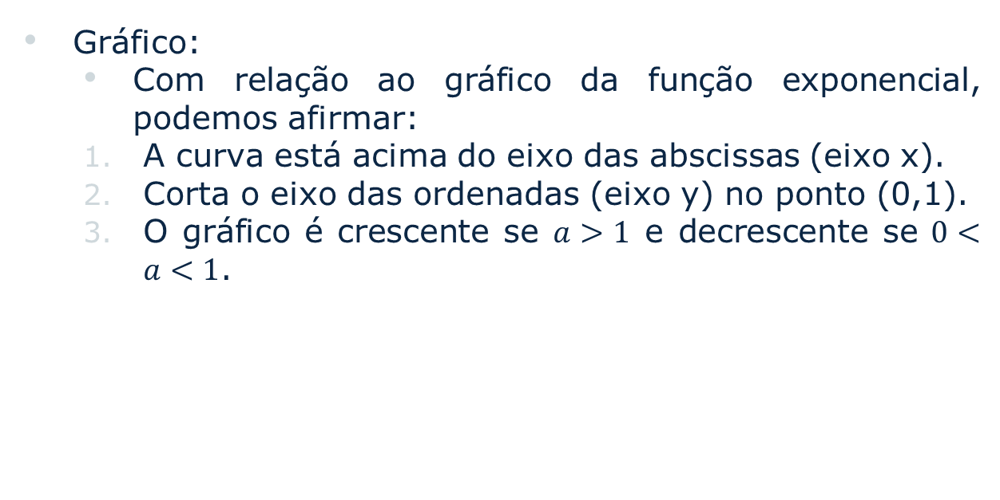 • Gráfico:
• Com relação ao gráfico da função exponencial,
podemos afirmar:
1. A curva está acima do eixo das abscissas (eixo x).
2. Corta o eixo das ordenadas (eixo y) no ponto (0,1).
3. O gráfico é crescente se 𝑎 > 1 e decrescente se 0 <
𝑎 < 1.